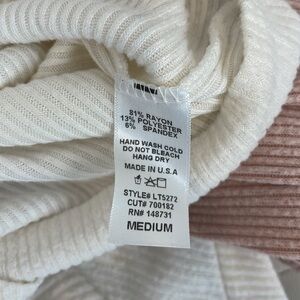 81% RAYON
13% POLYESTER
6% SPANDEX
HAND WASH COLD
DO NOT BLEACH
HANG DRY
MADE IN U.S.A
STYLE# LT5272
CUT# 700182
RN# 148731
MEDIUM